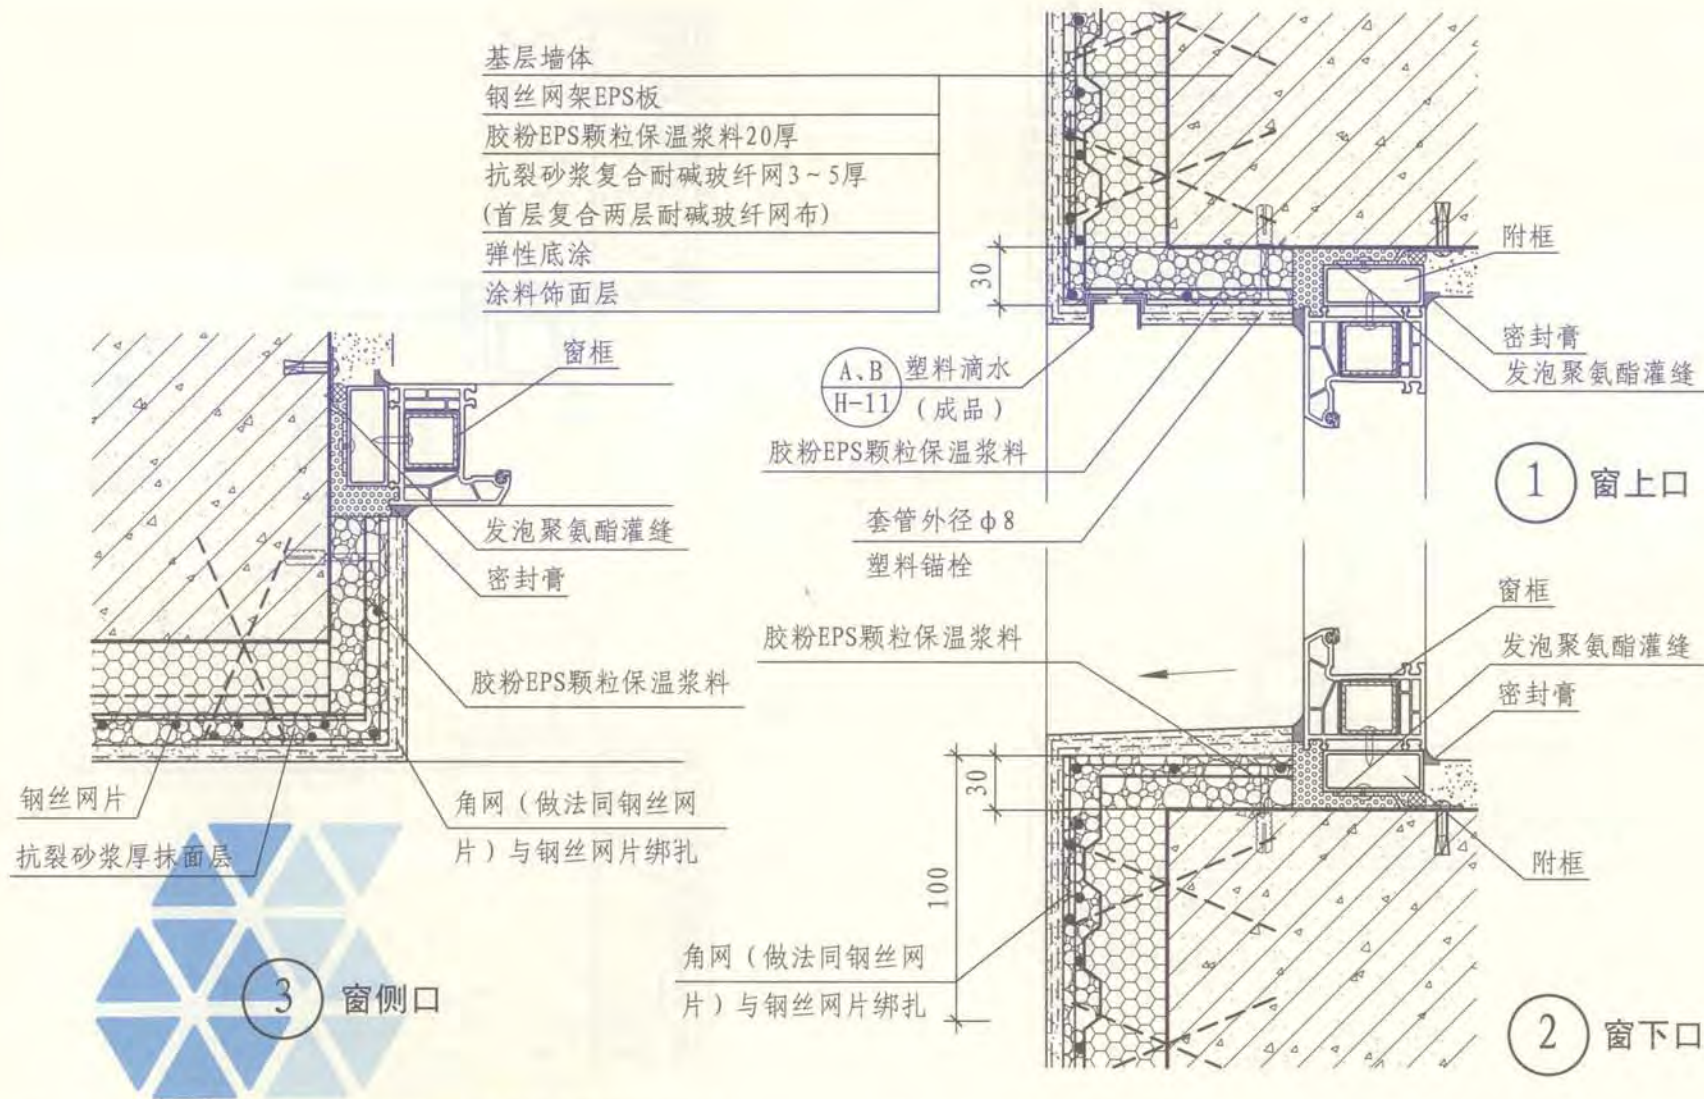 基层墙体
钢丝网架EPS板
胶粉EPS颗粒保温浆料20厚
抗裂砂浆复合耐碱玻纤网3~5厚
(首层复合两层耐碱玻纤网布)
弹性底涂
涂料饰面层
30
附框
密封膏
发泡聚氨酯灌缝
A、B
H-11
塑料滴水
(成品)
胶粉EPS颗粒保温浆料
套管外径φ8
塑料锚栓
1 窗上口
窗框
发泡聚氨酯灌缝
密封膏
胶粉EPS颗粒保温浆料
钢丝网片
抗裂砂浆厚抹面层
角网(做法同钢丝网
片)与钢丝网片绑扎
3 窗侧口
胶粉EPS颗粒保温浆料
窗框
发泡聚氨酯灌缝
密封膏
30
100
附框
角网(做法同钢丝网
片)与钢丝网片绑扎
2 窗下口